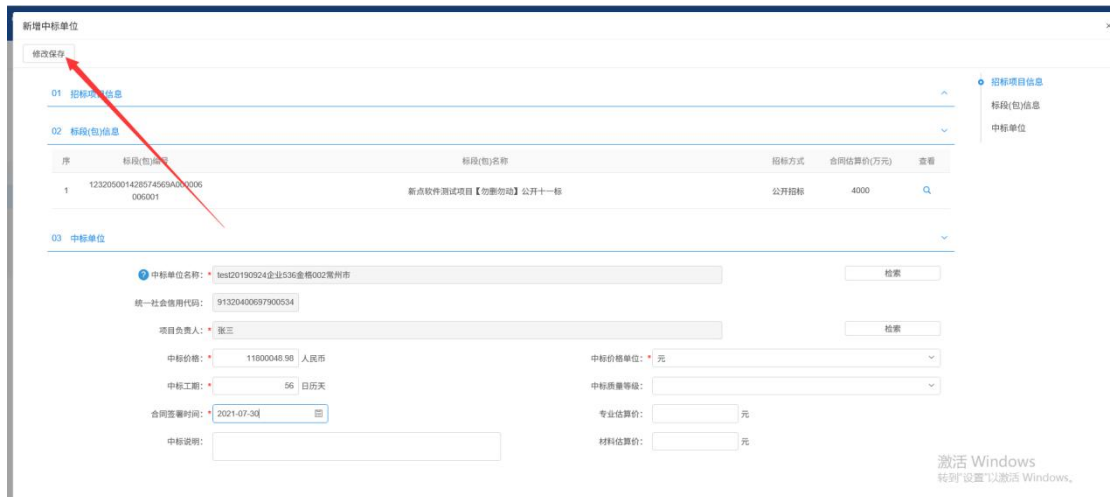 新增中标单位
修改保存
01 招标项目信息
招标项目信息
标段(包)信息
中标单位
02 标段(包)信息
序 标段(包)编号 标段(包)名称 招标方式 合同估算价(万元) 查看
1 123205001428574569A000006006001 新点软件测试项目【勿删勿动】公开十一标 公开招标 4000
03 中标单位
中标单位名称: * test20190924企业536金格002常州市 检索
统一社会信用代码: 91320400697900534
项目负责人: * 张三 检索
中标价格: * 11800048.98 人民币 中标价格单位: * 元
中标工期: * 56 日历天 中标质量等级:
合同签署时间: * 2021-07-30 专业估算价: 元
中标说明: 材料估算价: 元
激活 Windows
转到"设置"以激活 Windows。